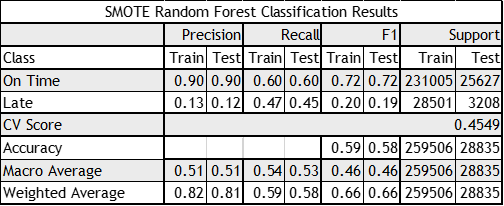 SMOTE Random Forest Classification Results
Precision Recall F1 Support
Class Train Test Train Test Train Test Train Test
On Time 0.90 0.90 0.60 0.60 0.72 0.72 231005 25627
Late 0.13 0.12 0.47 0.45 0.20 0.19 28501 3208
CV Score 0.4549
Accuracy 0.59 0.58 259506 28835
Macro Average 0.51 0.51 0.54 0.53 0.46 0.46 259506 28835
Weighted Average 0.82 0.81 0.59 0.58 0.66 0.66 259506 28835